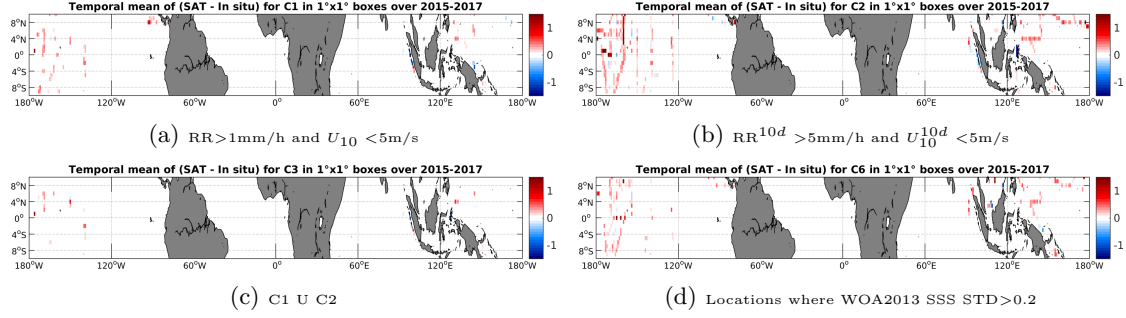 Temporal mean of (SAT - In situ) for C1 in 1°x1° boxes over 2015-2017
8°N
4°N
0°
4°S
8°S
180°W
120°W
60°W
0°
60°E
120°E
180°W
1
0
-1
(a) RR>1mm/h and U10 <5m/s
Temporal mean of (SAT - In situ) for C2 in 1°x1° boxes over 2015-2017
8°N
4°N
0°
4°S
8°S
180°W
120°W
60°W
0°
60°E
120°E
180°W
1
0
-1
(b) RR10d >5mm/h and U10d10 <5m/s
Temporal mean of (SAT - In situ) for C3 in 1°x1° boxes over 2015-2017
8°N
4°N
0°
4°S
8°S
180°W
120°W
60°W
0°
60°E
120°E
180°W
1
0
-1
(c) C1 U C2
Temporal mean of (SAT - In situ) for C6 in 1°x1° boxes over 2015-2017
8°N
4°N
0°
4°S
8°S
180°W
120°W
60°W
0°
60°E
120°E
180°W
1
0
-1
(d) Locations where WOA2013 SSS STD>0.2